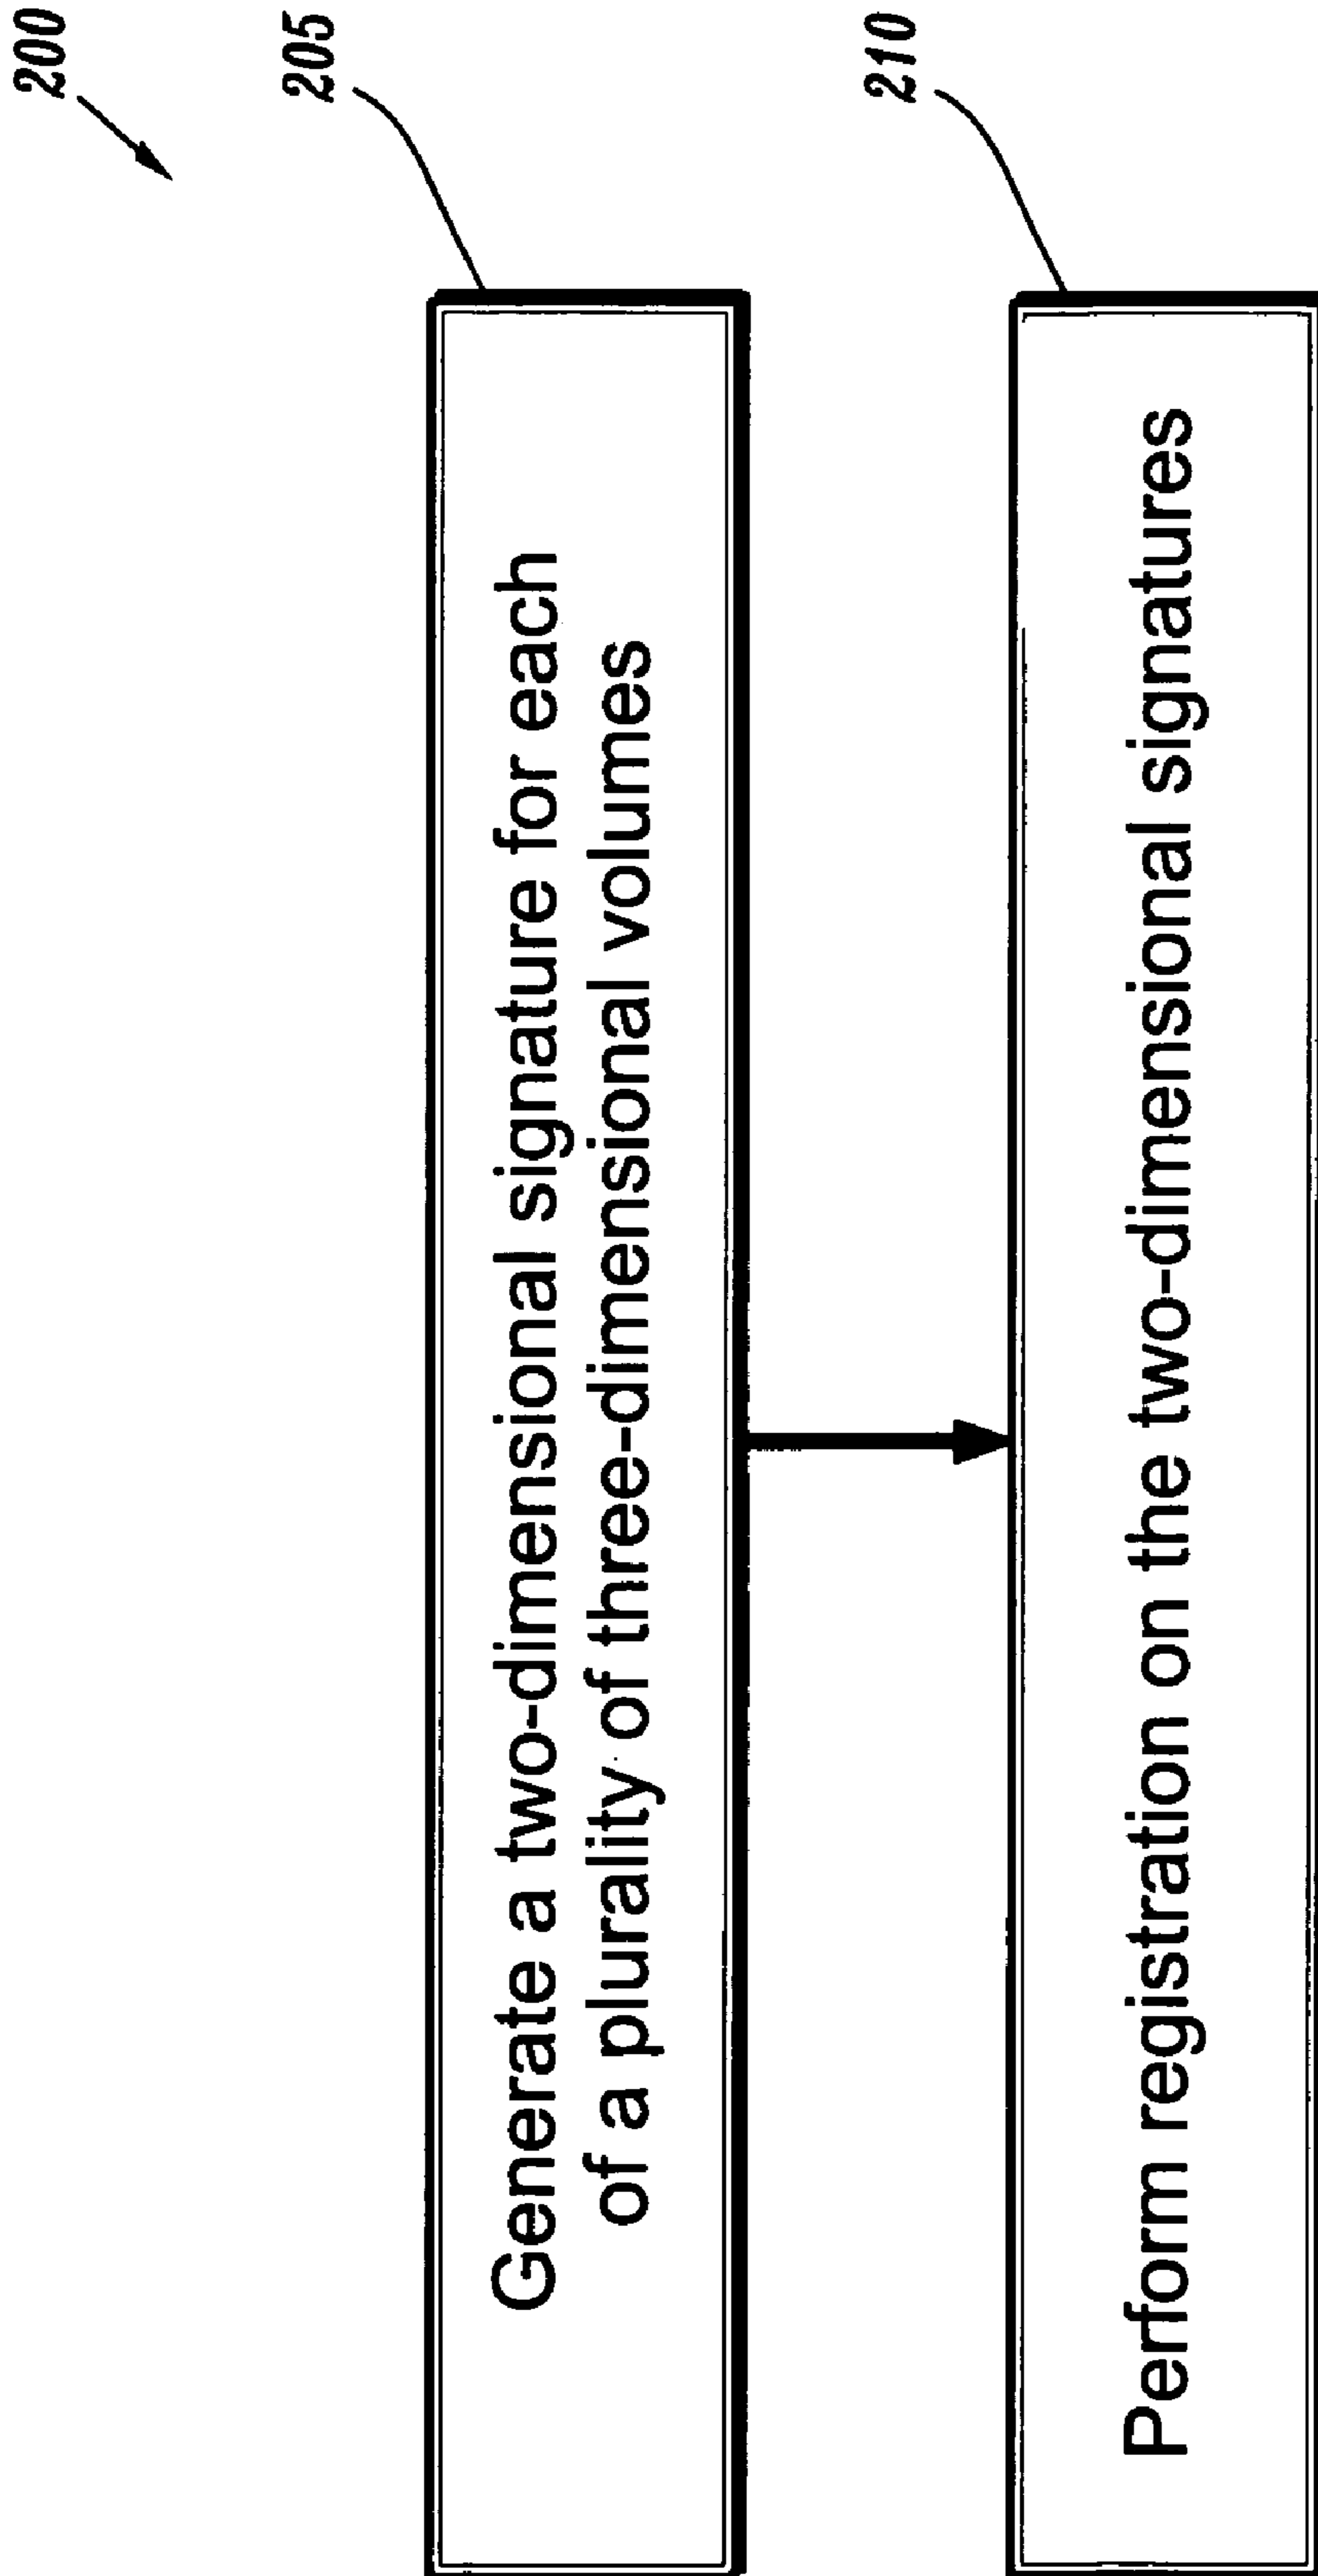 200
205
Generate a two-dimensional signature for each
of a plurality of three-dimensional volumes
210
Perform registration on the two-dimensional signatures